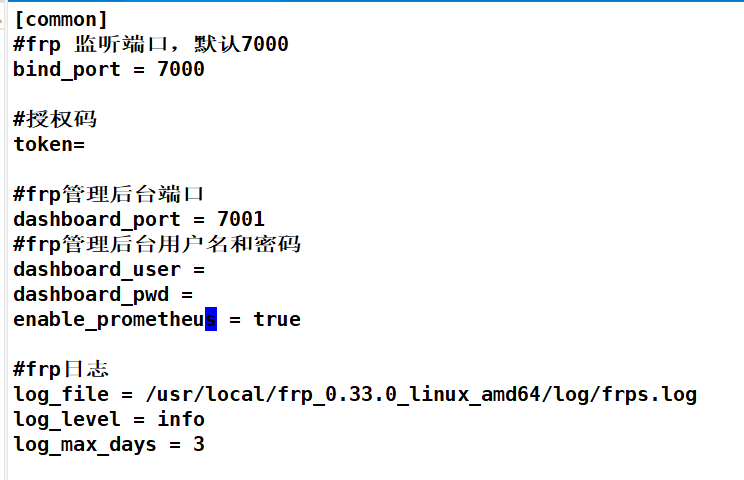 [common]
#frp 监听端口，默认7000
bind_port = 7000
#授权码
token=
#frp管理后台端口
dashboard_port = 7001
#frp管理后台用户名和密码
dashboard_user =
dashboard_pwd =
enable_prometheus = true
#frp日志
log_file = /usr/local/frp_0.33.0_linux_amd64/log/frps.log
log_level = info
log_max_days = 3